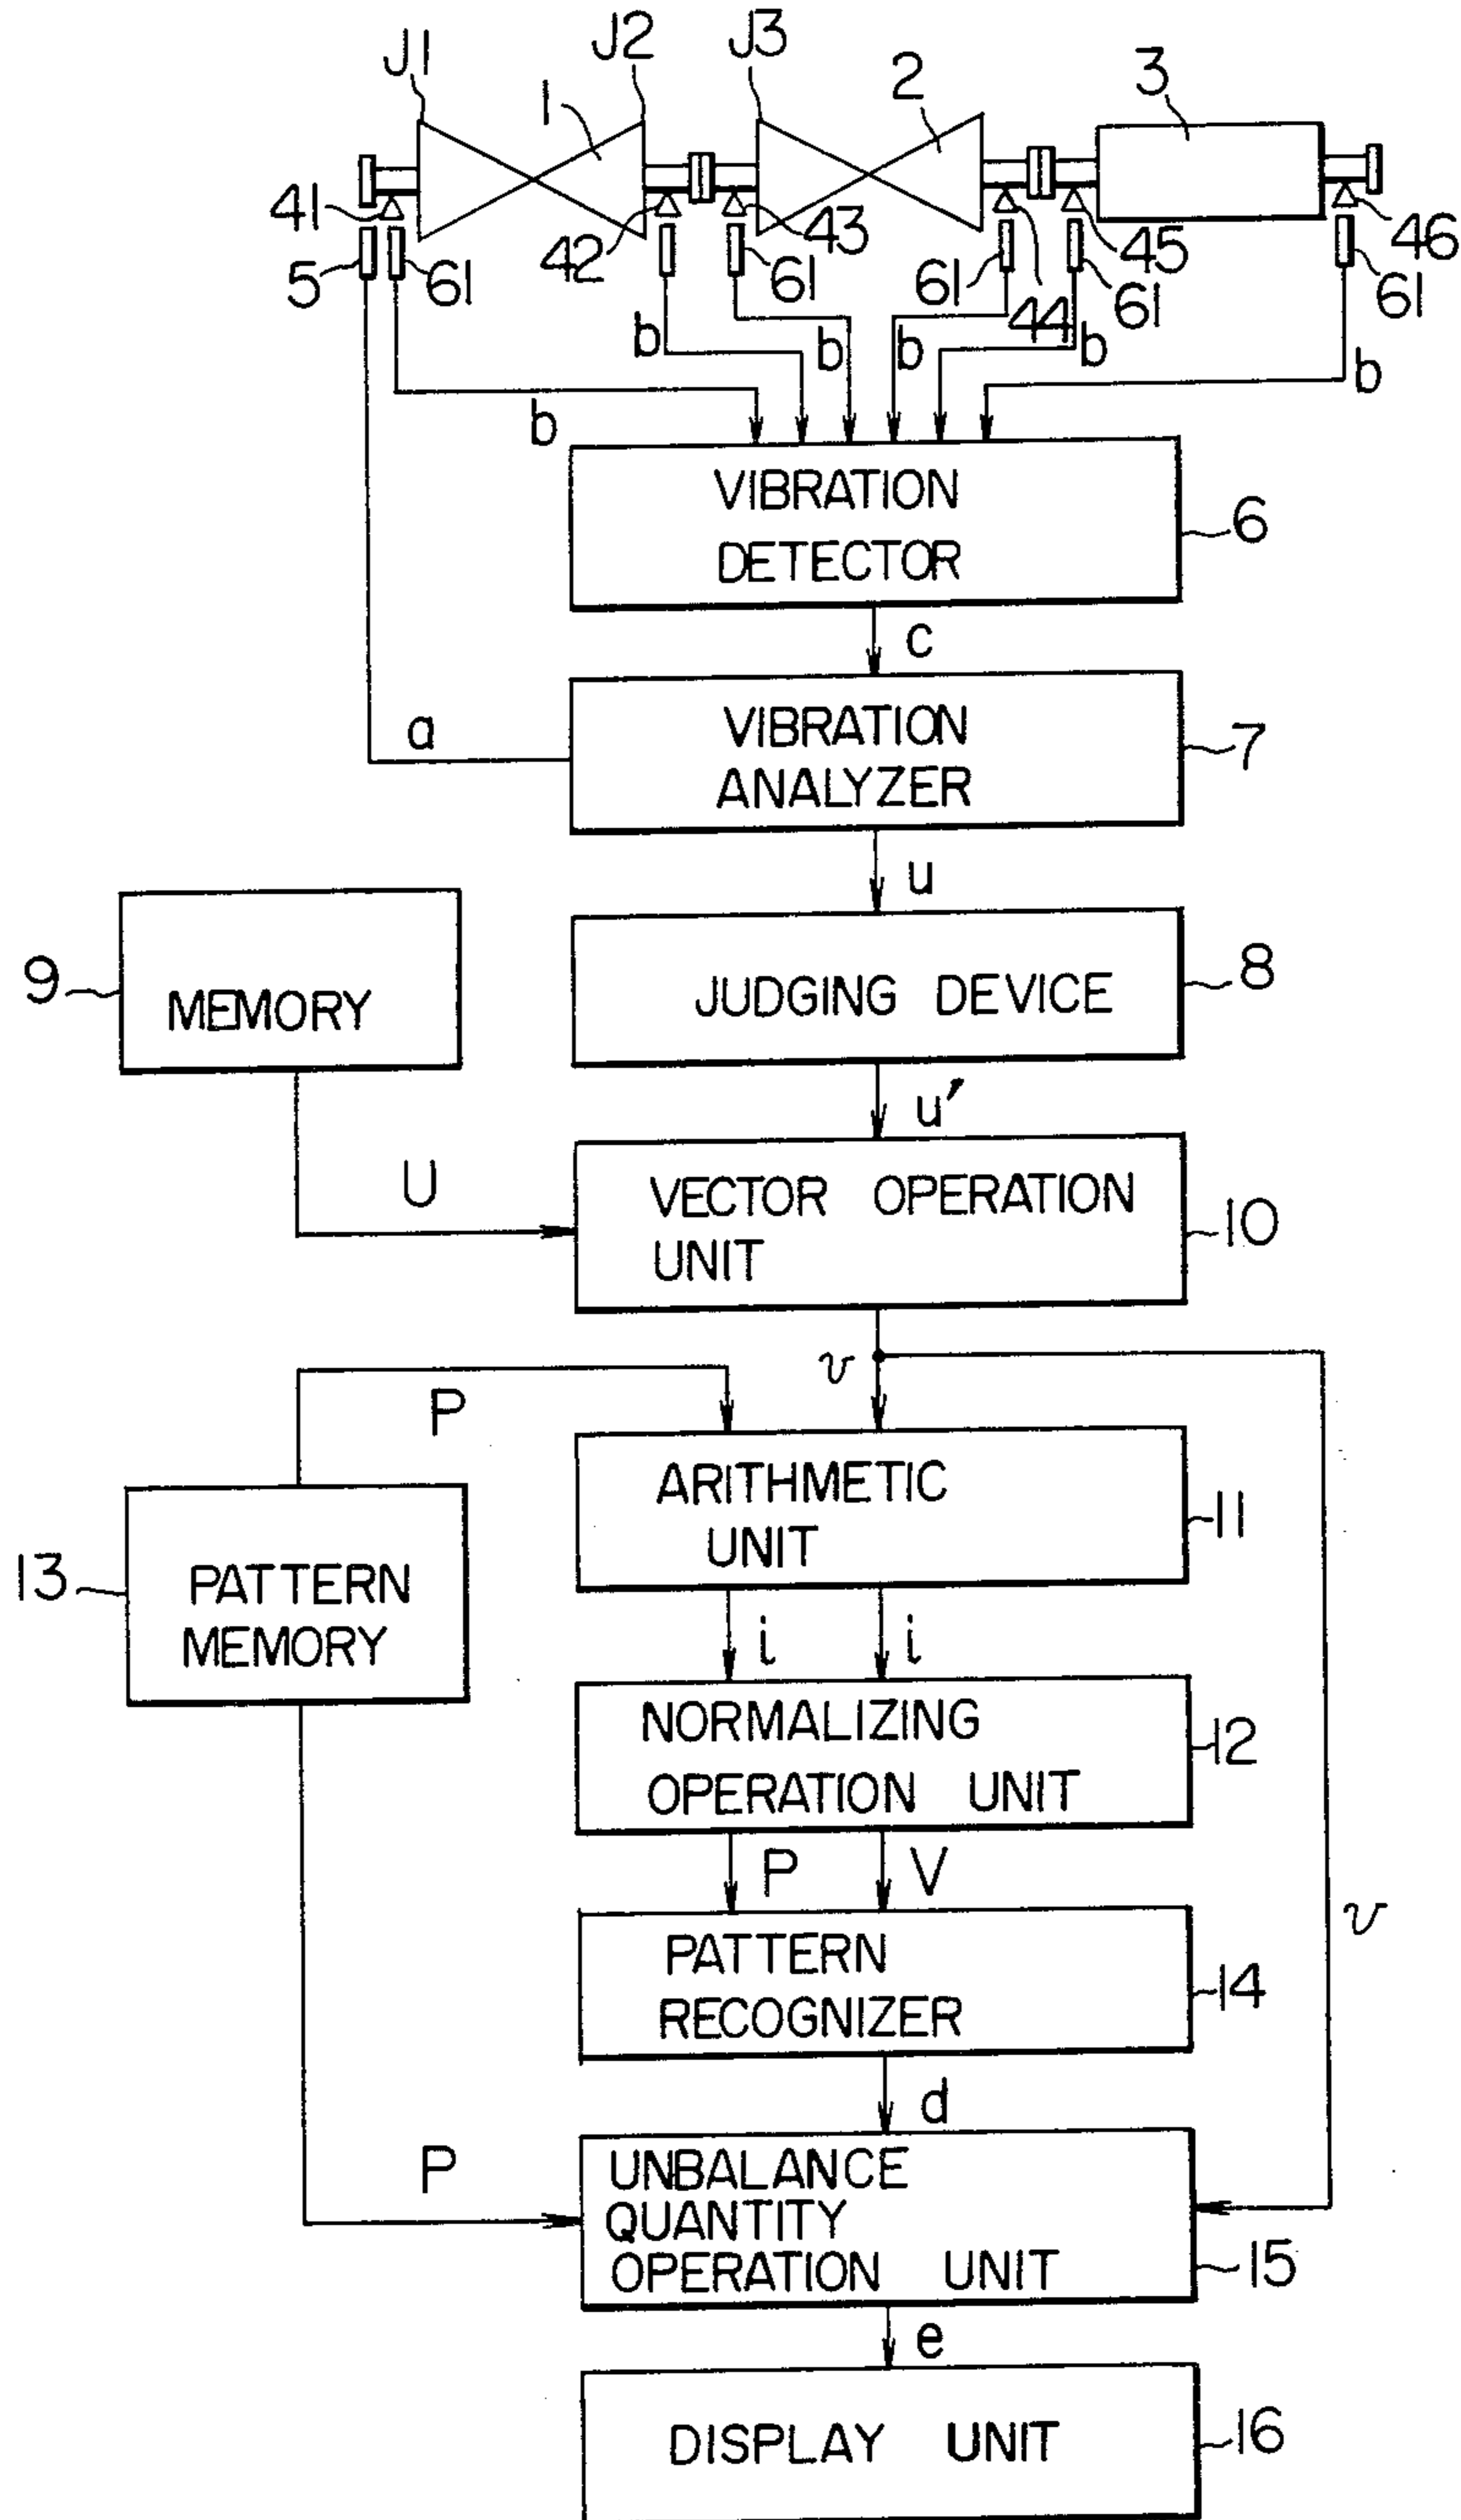 J1
J2
J3
1
2
3
41
42
43
44
45
46
5
61
61
61
61
61
b
b
b
b
b
b
VIBRATION
DETECTOR
6
c
a
VIBRATION
ANALYZER
7
u
9
MEMORY
JUDGING DEVICE
8
u'
U
VECTOR OPERATION
UNIT
10
P
v
ARITHMETIC
UNIT
11
13
PATTERN
MEMORY
i
i
NORMALIZING
OPERATION UNIT
12
P
V
v
PATTERN
RECOGNIZER
14
d
P
UNBALANCE
QUANTITY
OPERATION UNIT
15
e
DISPLAY UNIT
16